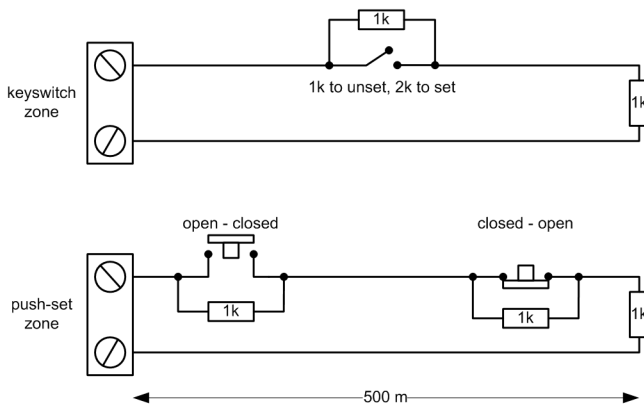 1k
keyswitch
zone
1k to unset, 2k to set
1k
open - closed
closed - open
push-set
zone
1k
1k
1k
500 m